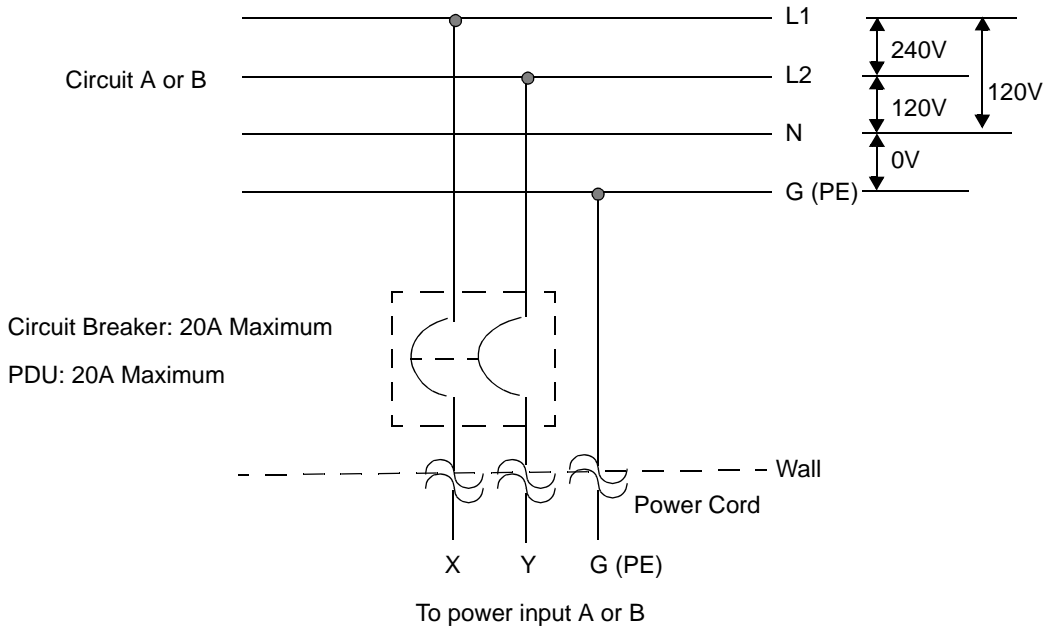 L1
240V
Circuit A or B
L2
120V
120V
N
0V
G (PE)
Circuit Breaker: 20A Maximum
PDU: 20A Maximum
Wall
Power Cord
X
Y
G (PE)
To power input A or B